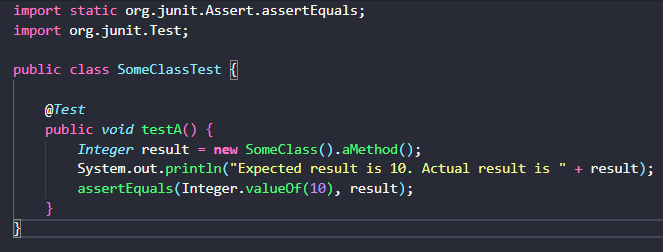 import static org.junit.Assert.assertEquals;
import org.junit.Test;
public class SomeClassTest {
@Test
public void testA() {
Integer result = new SomeClass().aMethod();
System.out.println("Expected result is 10. Actual result is " + result);
assertEquals(Integer.valueOf(10), result);
}
}